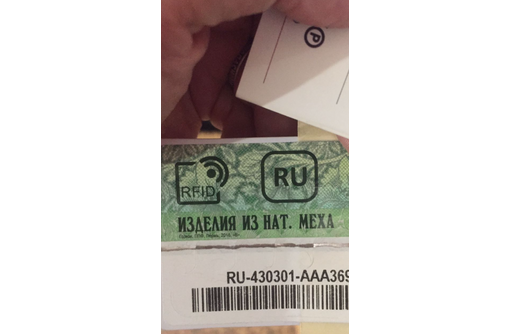 P
RFID
RU
ИЗДЕЛИЯ ИЗ НАТ. МЕХА
RU-430301-AAA369